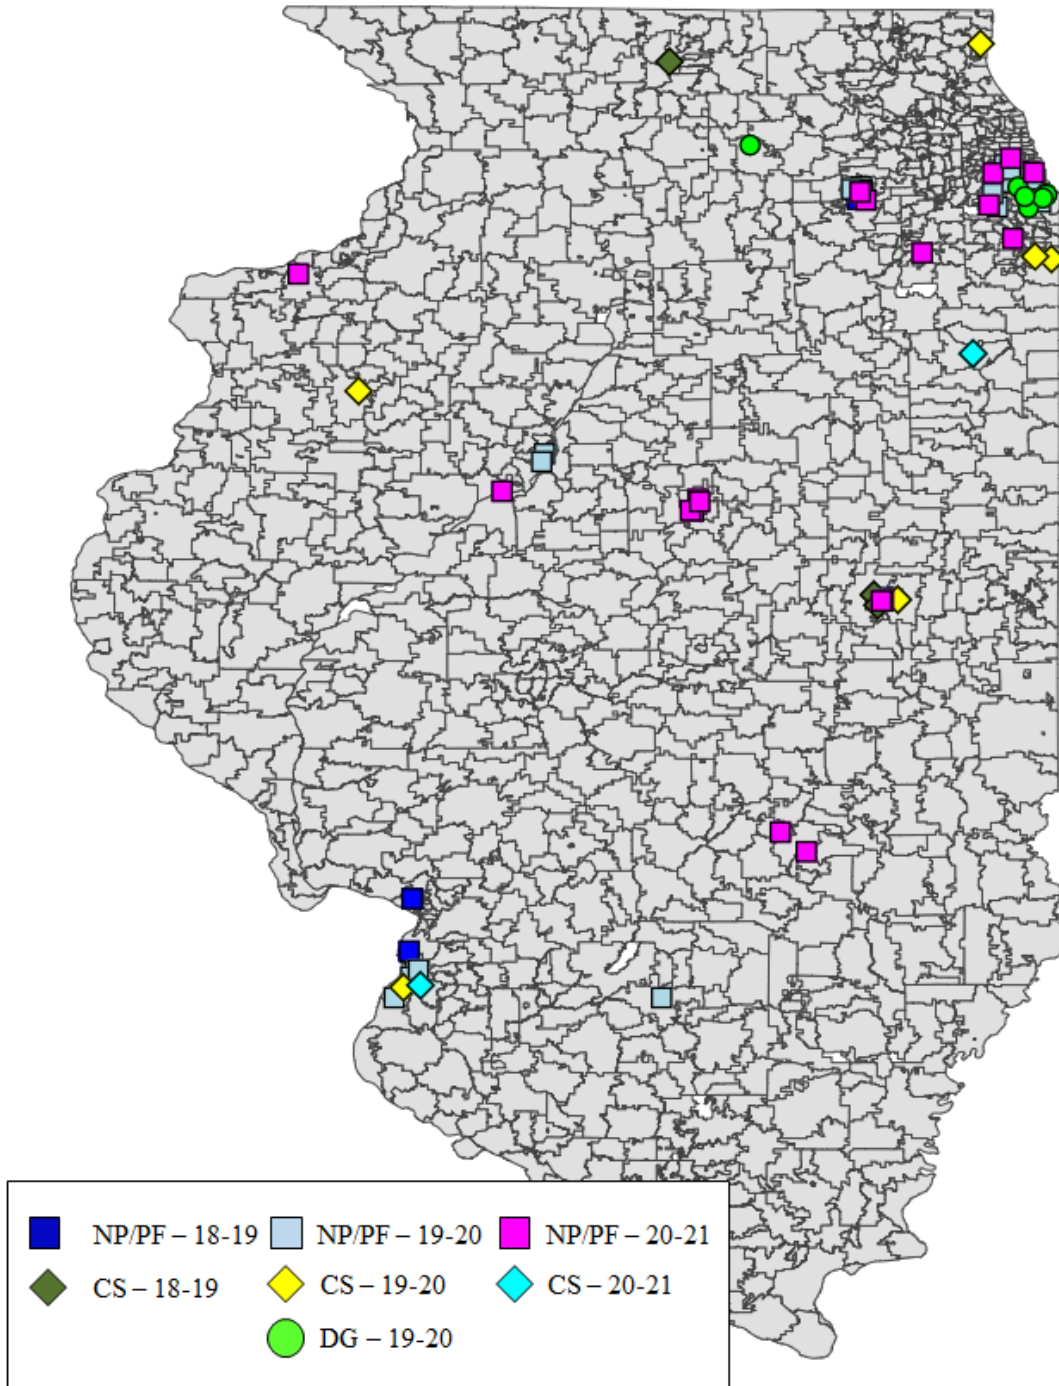 NP/PF – 18-19 NP/PF – 19-20 NP/PF – 20-21
CS – 18-19 CS – 19-20 CS – 20-21
DG – 19-20